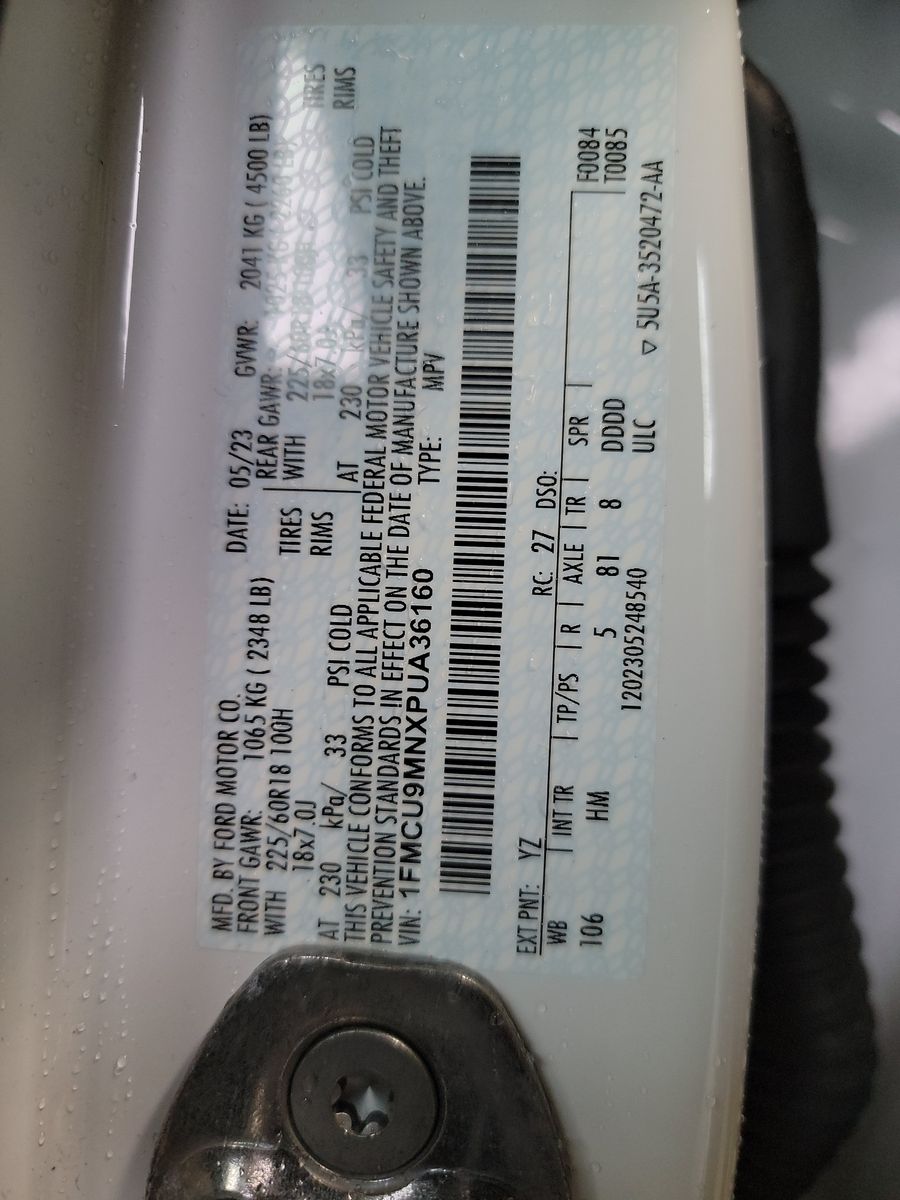 MFD. BY FORD MOTOR CO. DATE: 05/23 GVWR: 2041 KG ( 4500 LB)
FRONT GAWR: 1065 KG ( 2348 LB) REAR GAWR:
WITH 225/60R18 100H TIRES WITH 225/60R18 TIRES
18x7.0J RIMS 18x7.0J RIMS
AT 230 kPa/ 33 PSI COLD AT 230 kPa/ 33 PSI COLD
THIS VEHICLE CONFORMS TO ALL APPLICABLE FEDERAL MOTOR VEHICLE SAFETY AND THEFT
PREVENTION STANDARDS IN EFFECT ON THE DATE OF MANUFACTURE SHOWN ABOVE.
VIN: 1FMCU9MNXPUA36160 TYPE: MPV
EXT PNT: YZ RC: 27 DSO: F0084
WB INT TR TP/PS R AXLE TR SPR T0085
106 HM 5 81 8 DDDD
120230524854​0 ULC ▽ 5U5A-3520472-AA